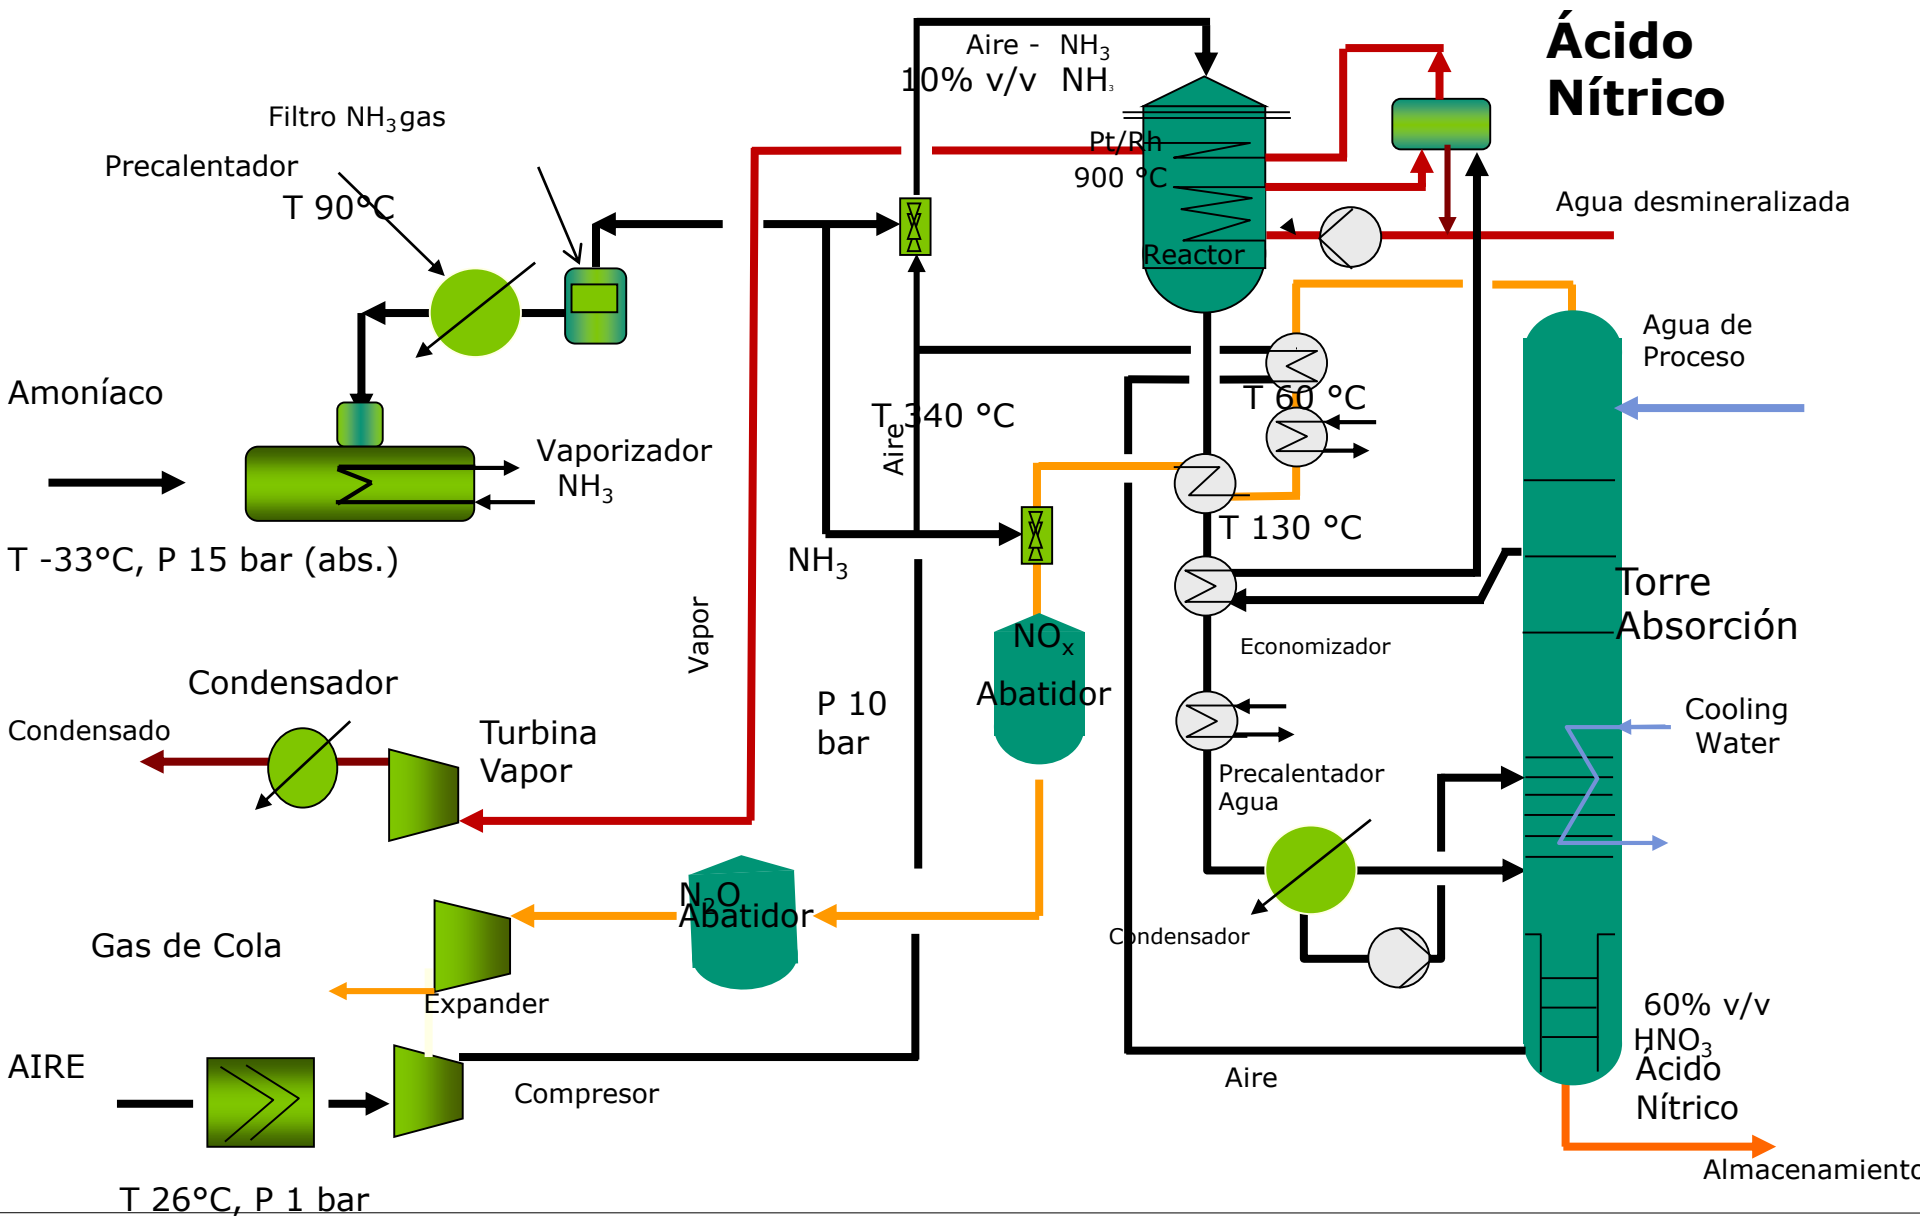 Ácido
Nítrico
Aire - NH₃
10% v/v NH₃
Filtro NH₃gas
Precalentador
T 90°C
Pt/Rh
900 °C
Reactor
Agua desmineralizada
Agua de
Proceso
Amoníaco
T 340 °C
Aire
T 60 °C
Vaporizador
NH₃
T -33°C, P 15 bar (abs.)
NH₃
T 130 °C
Torre
Absorción
Vapor
NOₓ
Abatidor
Economizador
Condensador
Condensado
Turbina
Vapor
P 10
bar
Cooling
Water
Precalentador
Agua
N₂O
Abatidor
Condensador
Gas de Cola
Expander
60% v/v
HNO₃
Ácido
Nítrico
AIRE
Compresor
Aire
Almacenamiento
T 26°C, P 1 bar